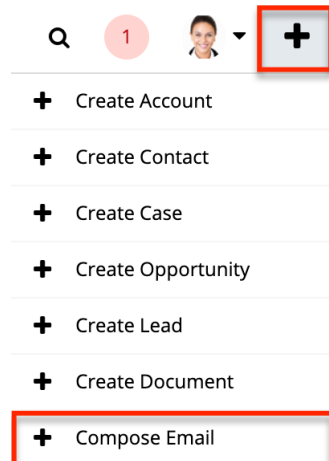 1
Create Account
Create Contact
Create Case
Create Opportunity
Create Lead
Create Document
Compose Email